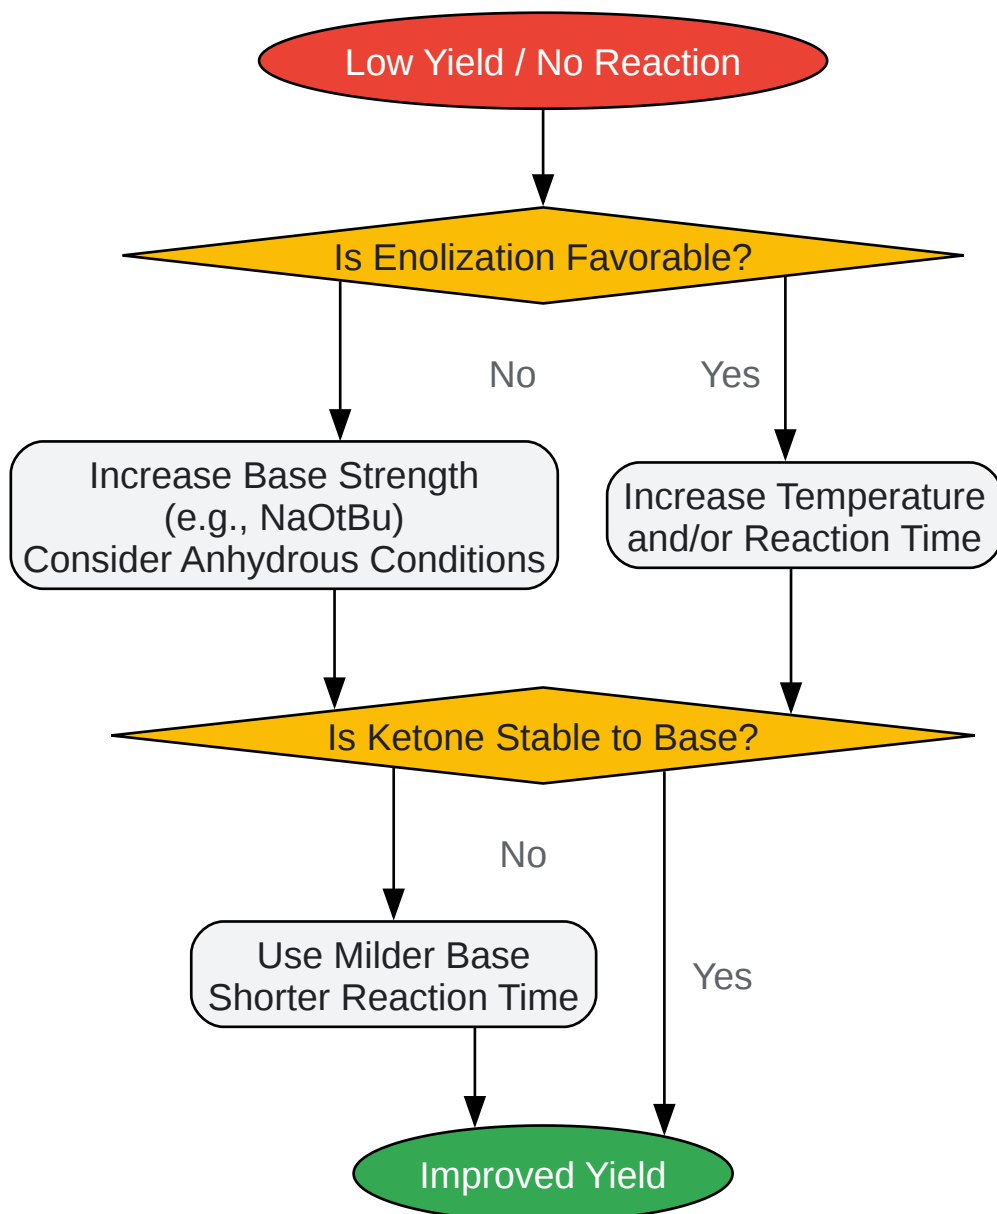 Low Yield / No Reaction
Is Enolization Favorable?
No
Yes
Increase Base Strength
(e.g., NaOtBu)
Consider Anhydrous Conditions
Increase Temperature
and/or Reaction Time
Is Ketone Stable to Base?
No
Use Milder Base
Shorter Reaction Time
Yes
Improved Yield